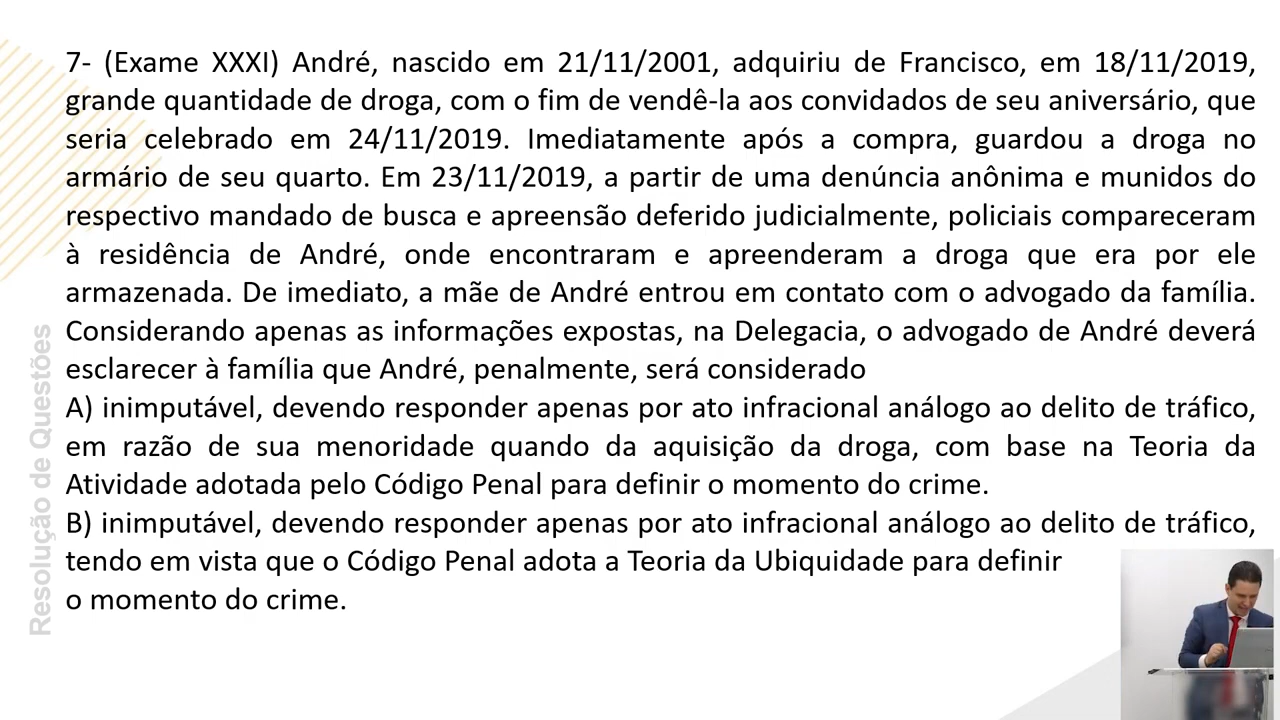 7- (Exame XXXI) André, nascido em 21/11/2001, adquiriu de Francisco, em 18/11/2019,
grande quantidade de droga, com o fim de vendê-la aos convidados de seu aniversário, que
seria celebrado em 24/11/2019. Imediatamente após a compra, guardou a droga no
armário de seu quarto. Em 23/11/2019, a partir de uma denúncia anônima e munidos do
respectivo mandado de busca e apreensão deferido judicialmente, policiais compareceram
à residência de André, onde encontraram e apreenderam a droga que era por ele
armazenada. De imediato, a mãe de André entrou em contato com o advogado da família.
Considerando apenas as informações expostas, na Delegacia, o advogado de André deverá
esclarecer à família que André, penalmente, será considerado
A) inimputável, devendo responder apenas por ato infracional análogo ao delito de tráfico,
em razão de sua menoridade quando da aquisição da droga, com base na Teoria da
Atividade adotada pelo Código Penal para definir o momento do crime.
B) inimputável, devendo responder apenas por ato infracional análogo ao delito de tráfico,
tendo em vista que o Código Penal adota a Teoria da Ubiquidade para definir
o momento do crime.
Resolução de Questões